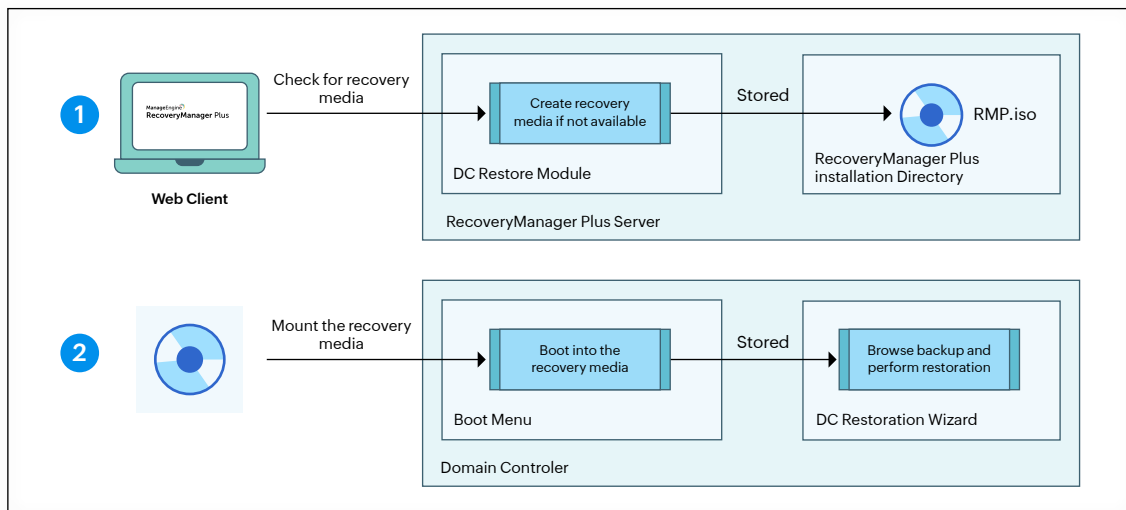 1
ManageEngine
RecoveryManager Plus
Web Client
Check for recovery
media
Create recovery
media if not available
DC Restore Module
Stored
RMP.iso
RecoveryManager Plus
installation Directory
RecoveryManager Plus Server
2
Mount the recovery
media
Boot into the
recovery media
Boot Menu
Stored
Browse backup and
perform restoration
DC Restoration Wizard
Domain Controler